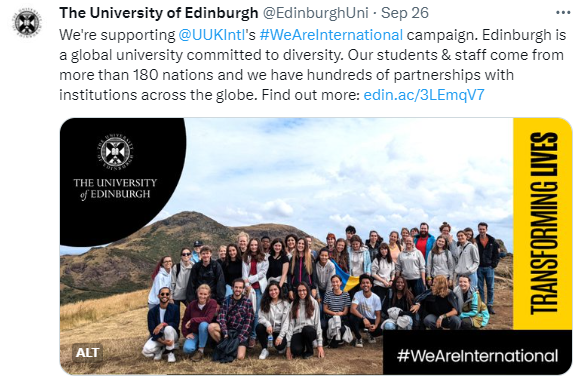 The University of Edinburgh @EdinburghUni · Sep 26
We're supporting @UUKIntl's #WeAreInternational campaign. Edinburgh is
a global university committed to diversity. Our students & staff come from
more than 180 nations and we have hundreds of partnerships with
institutions across the globe. Find out more: edin.ac/3LEmqV7
THE UNIVERSITY
of EDINBURGH
TRANSFORMING LIVES
ALT
#WeAreInternational